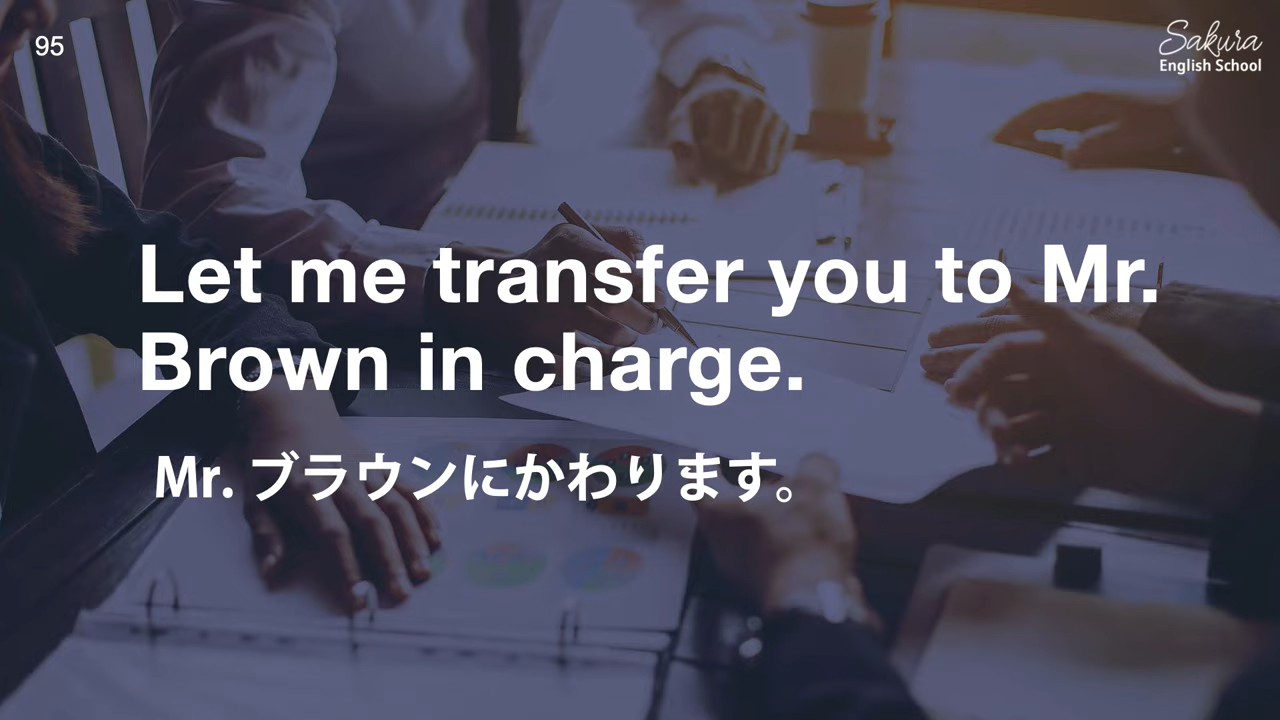 95
Sakura
English School
Let me transfer you to Mr.
Brown in charge.
Mr. ブラウンにかわります。